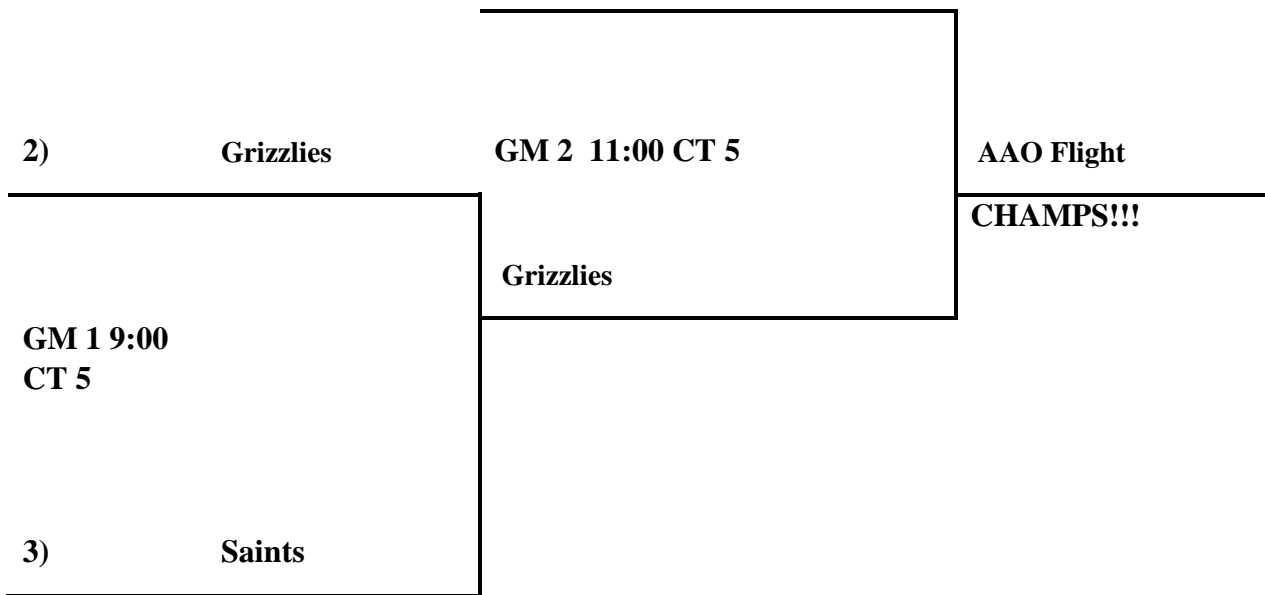 2) Grizzlies GM 2 11:00 CT 5 AAO Flight
CHAMPS!!!
Grizzlies
GM 1 9:00
CT 5
3) Saints